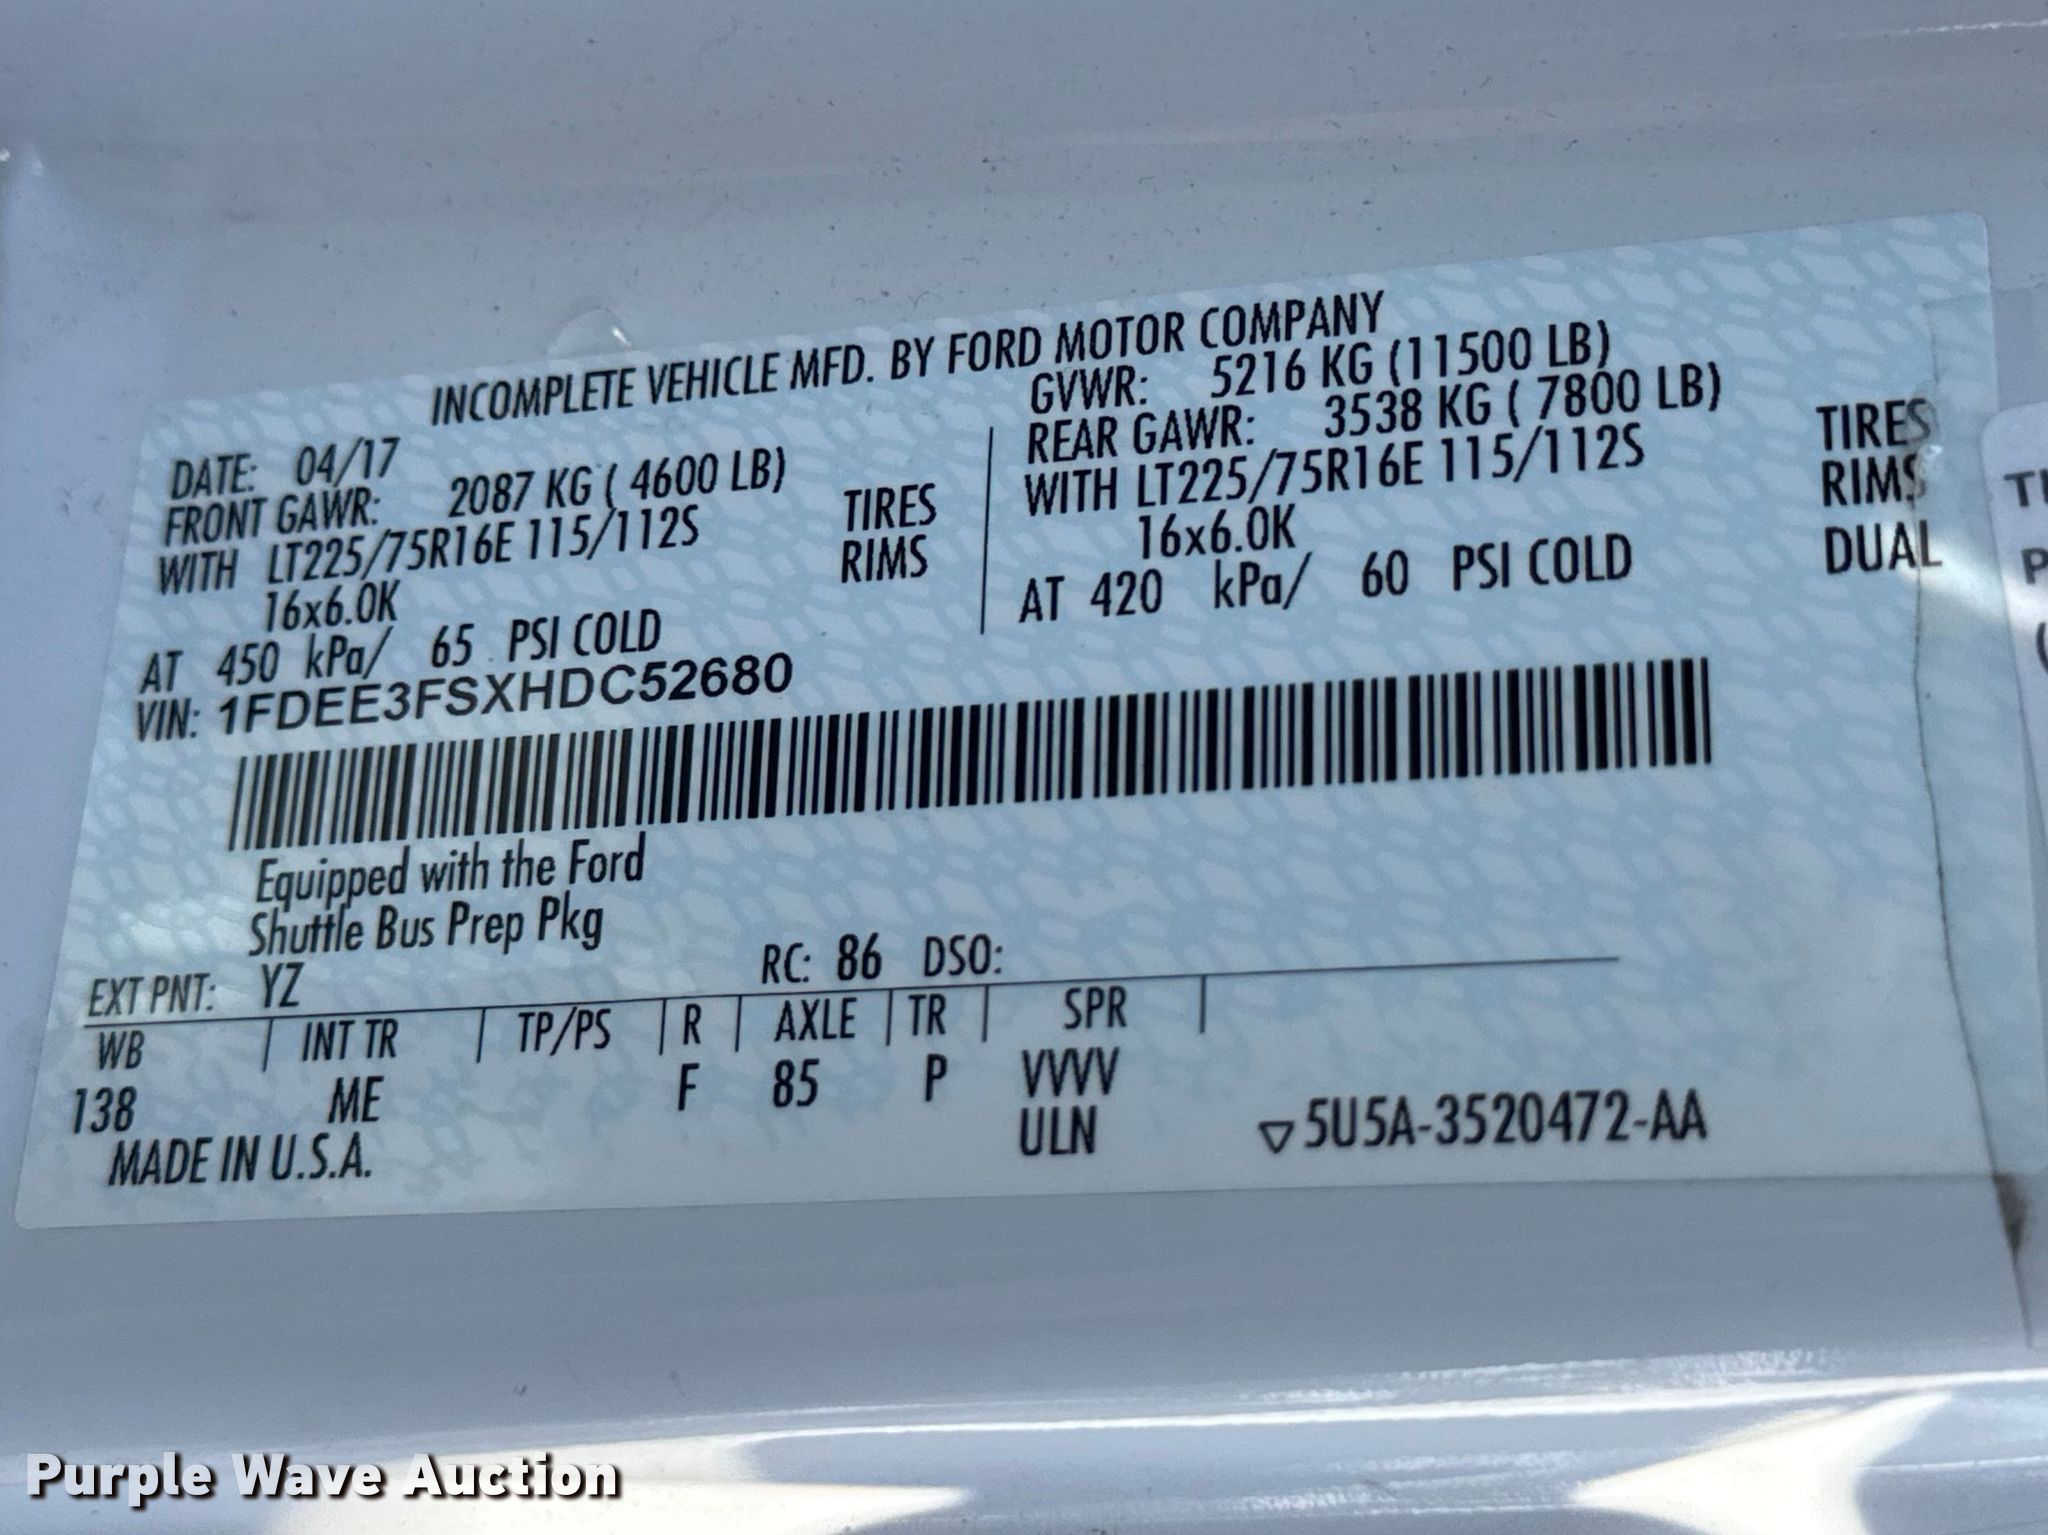 INCOMPLETE VEHICLE MFD. BY FORD MOTOR COMPANY
DATE: 04/17
GVWR: 5216 KG (11500 LB)
FRONT GAWR: 2087 KG ( 4600 LB)
REAR GAWR: 3538 KG ( 7800 LB)
WITH LT225/75R16E 115/112S TIRES
WITH LT225/75R16E 115/112S TIRES
16x6.0K RIMS
16x6.0K RIMS
AT 450 kPa/ 65 PSI COLD
AT 420 kPa/ 60 PSI COLD DUAL
VIN: 1FDEE3FSXHDC52680
Equipped with the Ford
Shuttle Bus Prep Pkg
EXT PNT: YZ RC: 86 DSO:
WB | INT TR | TP/PS | R | AXLE | TR | SPR |
138 ME F 85 P VVVV
ULN
MADE IN U.S.A. ▽5U5A-3520472-AA
Purple Wave Auction